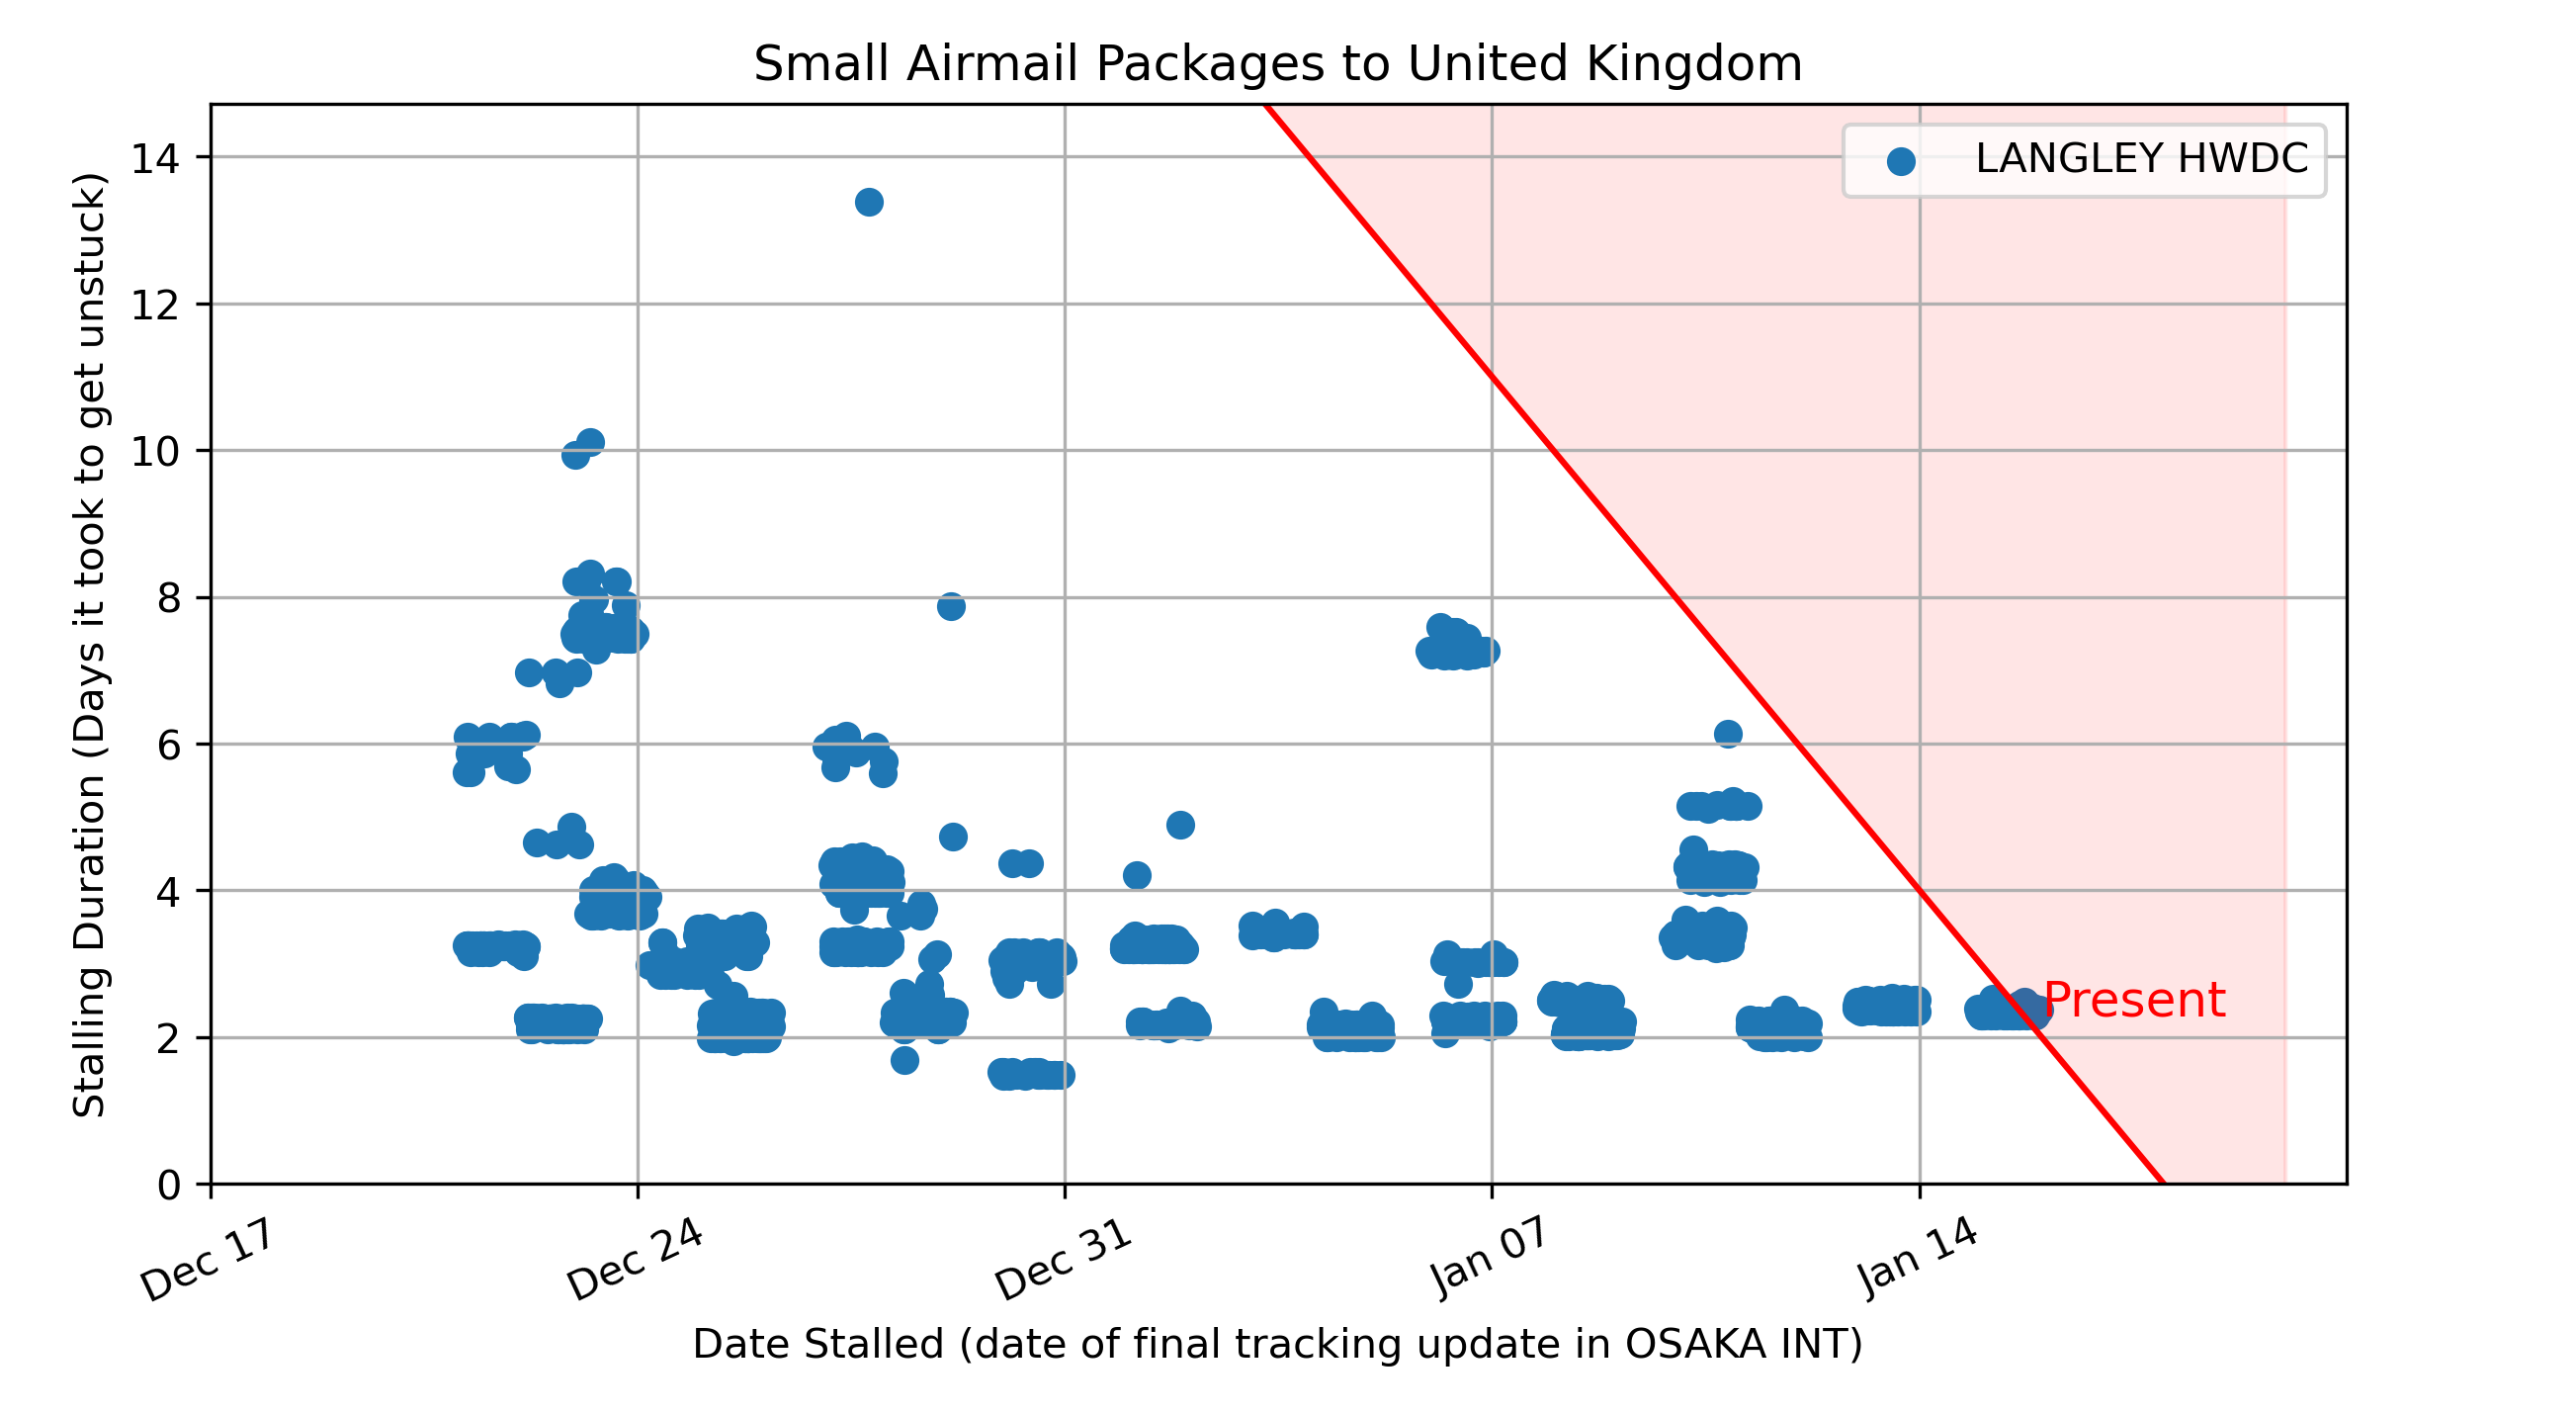 Small Airmail Packages to United Kingdom
LANGLEY HWDC
Stalling Duration (Days it took to get unstuck)
14
12
10
8
6
4
2
0
Present
Dec 17
Dec 24
Dec 31
Jan 07
Jan 14
Date Stalled (date of final tracking update in OSAKA INT)